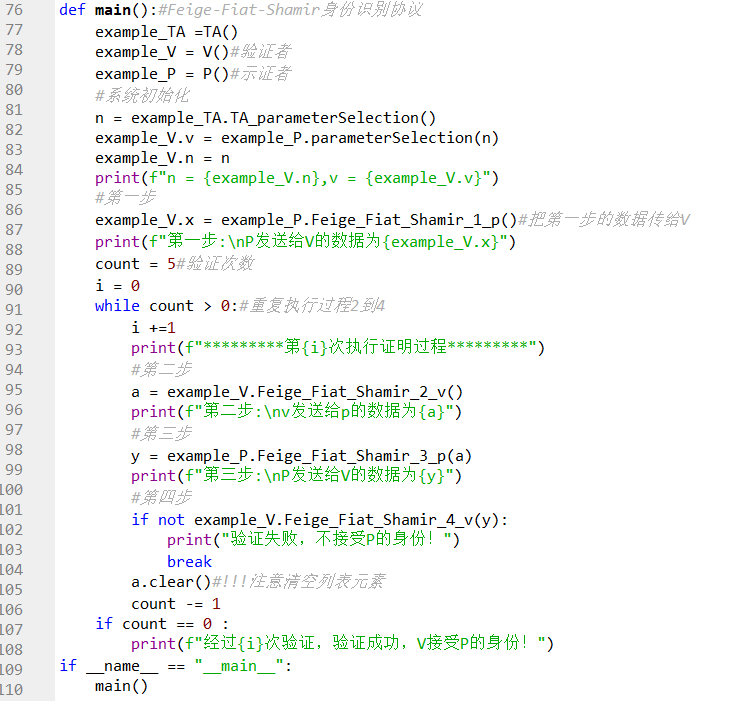 76 def main():#Feige-Fiat-Shamir身份识别协议
77     example_TA =TA()
78     example_V = V()#验证者
79     example_P = P()#示证者
80     #系统初始化
81     n = example_TA.TA_parameterSelection()
82     example_V.v = example_P.parameterSelection(n)
83     example_V.n = n
84     print(f"n = {example_V.n},v = {example_V.v}")
85     #第一步
86     example_V.x = example_P.Feige_Fiat_Shamir_1_p()#把第一步的数据传给V
87     print(f"第一步:\nP发送给V的数据为{example_V.x}")
88     count = 5#验证次数
89     i = 0
90     while count > 0:#重复执行过程2到4
91         i +=1
92         print(f"*********第{i}次执行证明过程*********")
93         #第二步
94         a = example_V.Feige_Fiat_Shamir_2_v()
95         print(f"第二步:\nv发送给p的数据为{a}")
96         #第三步
97         y = example_P.Feige_Fiat_Shamir_3_p(a)
98         print(f"第三步:\nP发送给V的数据为{y}")
99         #第四步
100         if not example_V.Feige_Fiat_Shamir_4_v(y):
101             print("验证失败，不接受P的身份！")
102             break
103         a.clear()#!!!注意清空列表元素
104         count -= 1
105     if count == 0 :
106         print(f"经过{i}次验证，验证成功，V接受P的身份！")
107 if __name__ == "__main__":
108     main()
109
110